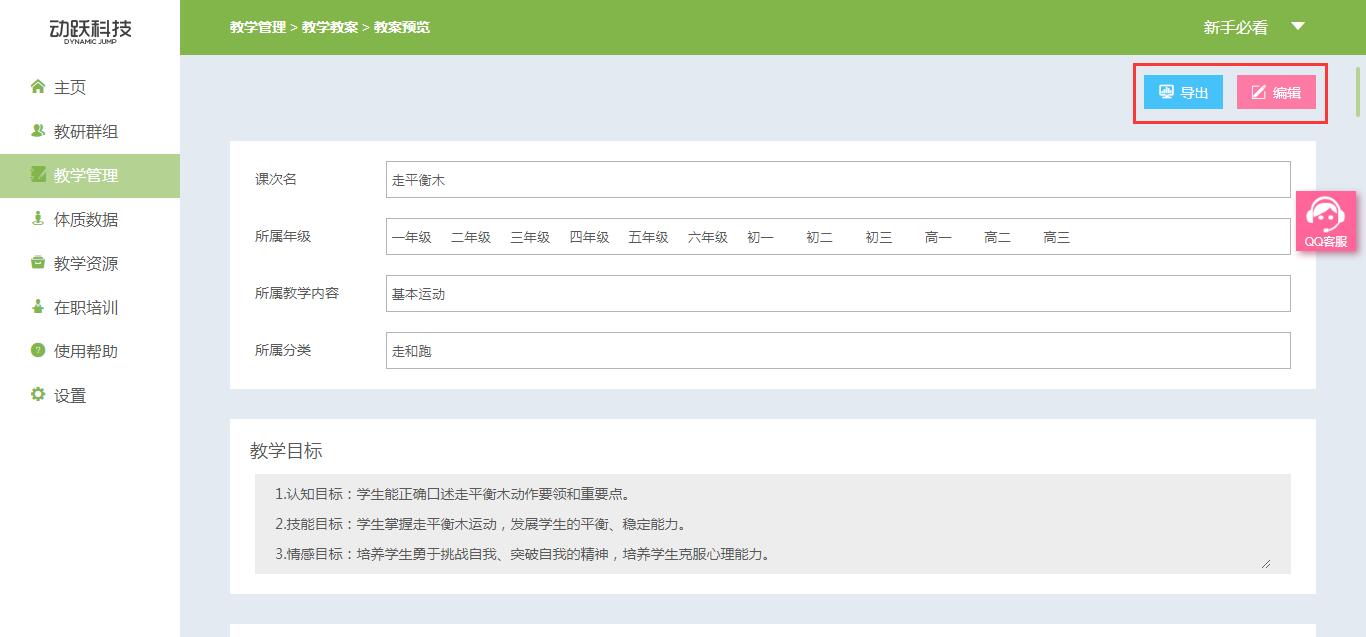 动跃科技
DYNAMIC JUMP
教学管理 > 教学教案 > 教案预览
新手必看
主页
教研群组
教学管理
体质数据
教学资源
在职培训
使用帮助
设置
导出
编辑
课次名
走平衡木
所属年级
一年级 二年级 三年级 四年级 五年级 六年级 初一 初二 初三 高一 高二 高三
所属教学内容
基本运动
所属分类
走和跑
QQ客服
教学目标
1.认知目标：学生能正确口述走平衡木动作要领和重要点。
2.技能目标：学生掌握走平衡木运动，发展学生的平衡、稳定能力。
3.情感目标：培养学生勇于挑战自我、突破自我的精神，培养学生克服心理能力。